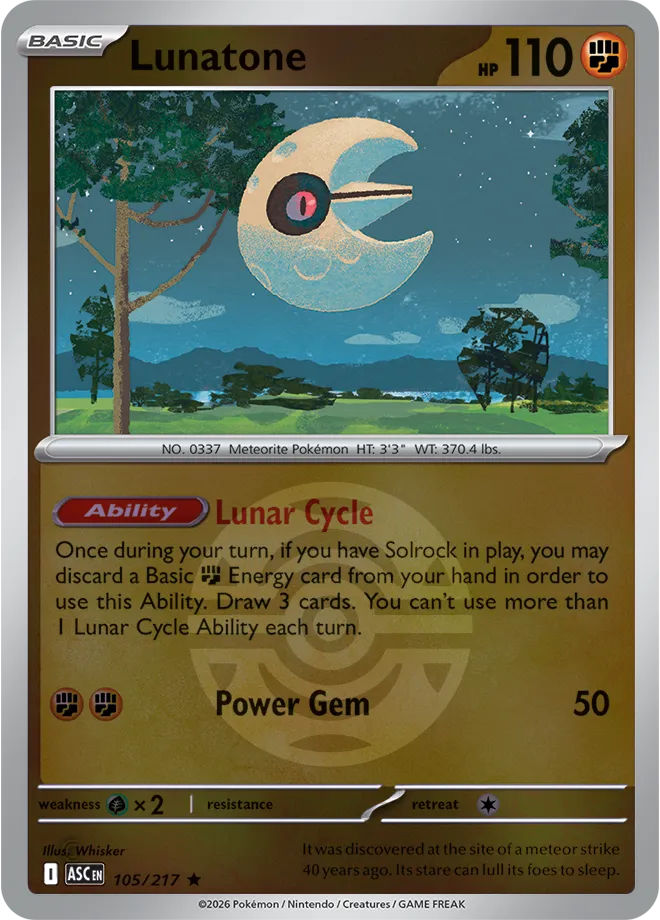 BASIC Lunatone HP 110
NO. 0337 Meteorite Pokémon HT: 3'3" WT: 370.4 lbs.
Ability Lunar Cycle
Once during your turn, if you have Solrock in play, you may
discard a Basic Energy card from your hand in order to
use this Ability. Draw 3 cards. You can't use more than
1 Lunar Cycle Ability each turn.
Power Gem 50
weakness ×2 resistance retreat
Illus. Whisker
It was discovered at the site of a meteor strike
40 years ago. Its stare can lull its foes to sleep.
I ASC EN 105/217 ★
©2026 Pokémon / Nintendo / Creatures / GAME FREAK